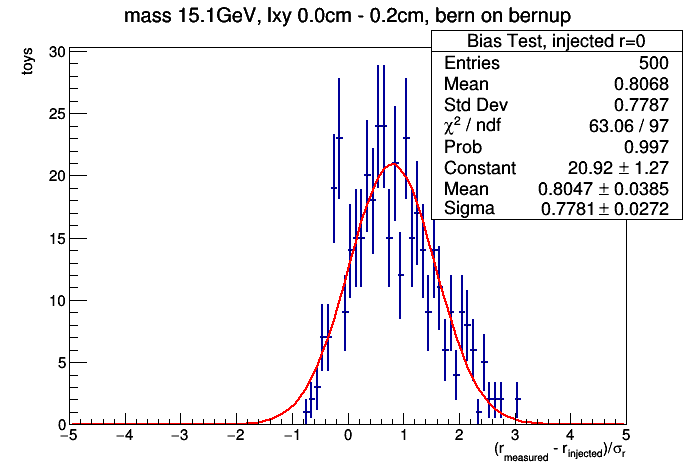 mass 15.1GeV, lxy 0.0cm - 0.2cm, bern on bernup
Bias Test, injected r=0
Entries 500
Mean 0.8068
Std Dev 0.7787
χ² / ndf 63.06 / 97
Prob 0.997
Constant 20.92 ± 1.27
Mean 0.8047 ± 0.0385
Sigma 0.7781 ± 0.0272
toys
30
25
20
15
10
5
0
−5 −4 −3 −2 −1 0 1 2 3 4 5
(r_measured - r_injected)/σ_r